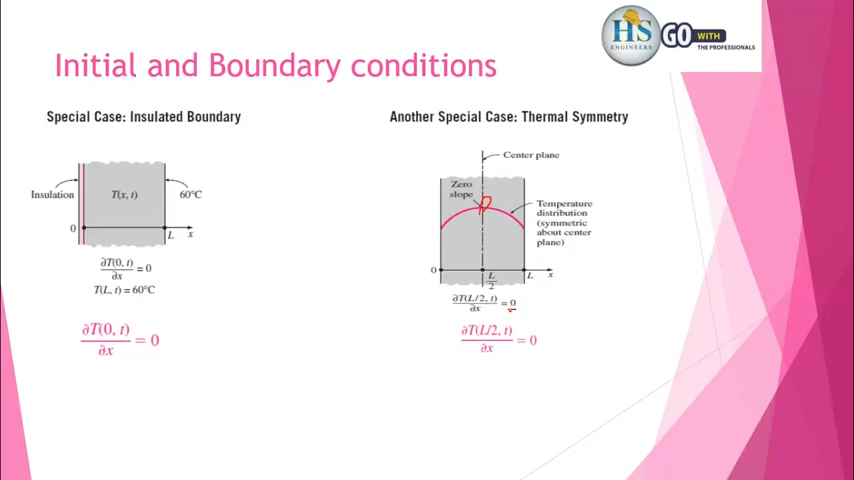 HS
ENGINEERS
GO WITH
THE PROFESSIONALS
Initial and Boundary conditions
Special Case: Insulated Boundary
Insulation
T(x, t)
60°C
0
L
x
∂T(0, t)/∂x = 0
T(L, t) = 60°C
∂T(0, t)/∂x = 0
Another Special Case: Thermal Symmetry
Center plane
Zero
slope
Temperature
distribution
(symmetric
about center
plane)
0
L/2
L
x
∂T(L/2, t)/∂x = 0
∂T(L/2, t)/∂x = 0